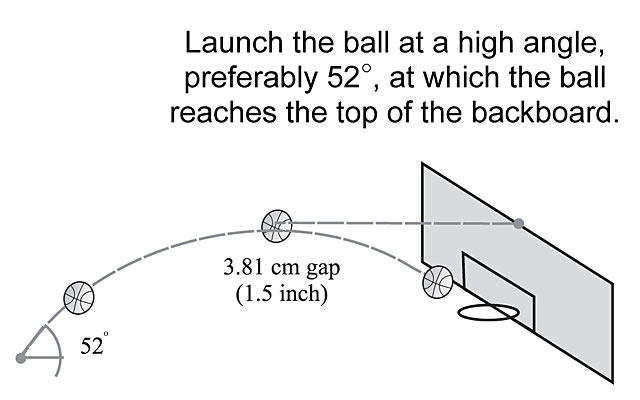 Launch the ball at a high angle,
preferably 52°, at which the ball
reaches the top of the backboard.
3.81 cm gap
(1.5 inch)
52°